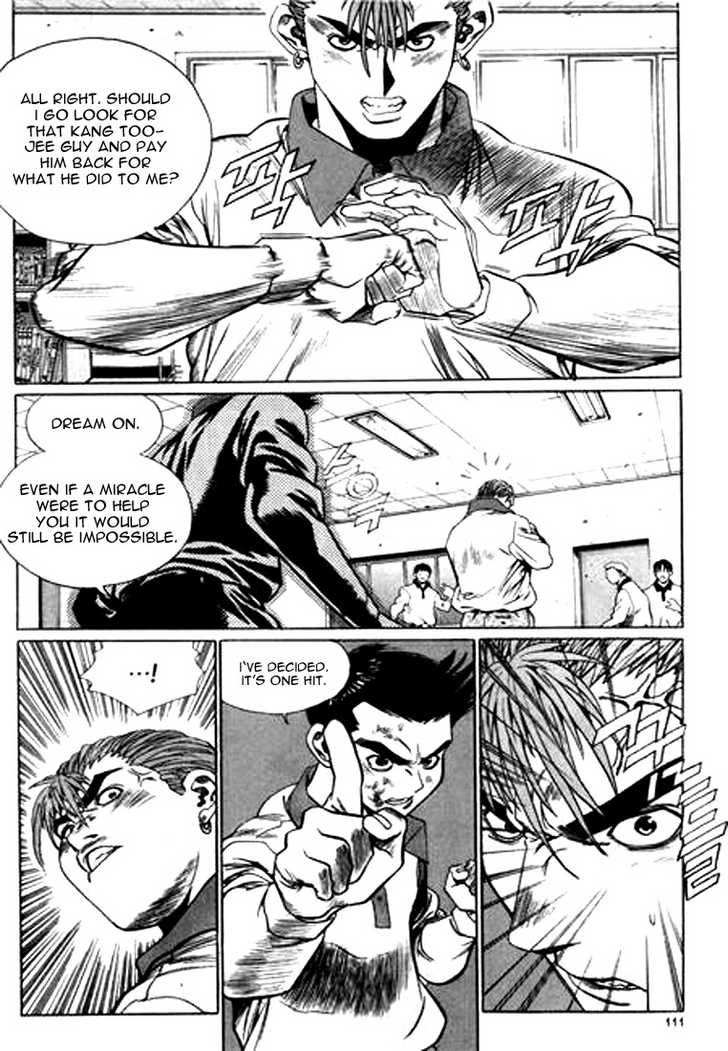 ALL RIGHT. SHOULD
I GO LOOK FOR
THAT KANG TOO-
JEE GUY AND PAY
HIM BACK FOR
WHAT HE DID TO ME?
DREAM ON.
EVEN IF A MIRACLE
WERE TO HELP
YOU IT WOULD
STILL BE IMPOSSIBLE.
...!
I'VE DECIDED.
IT'S ONE HIT.
111